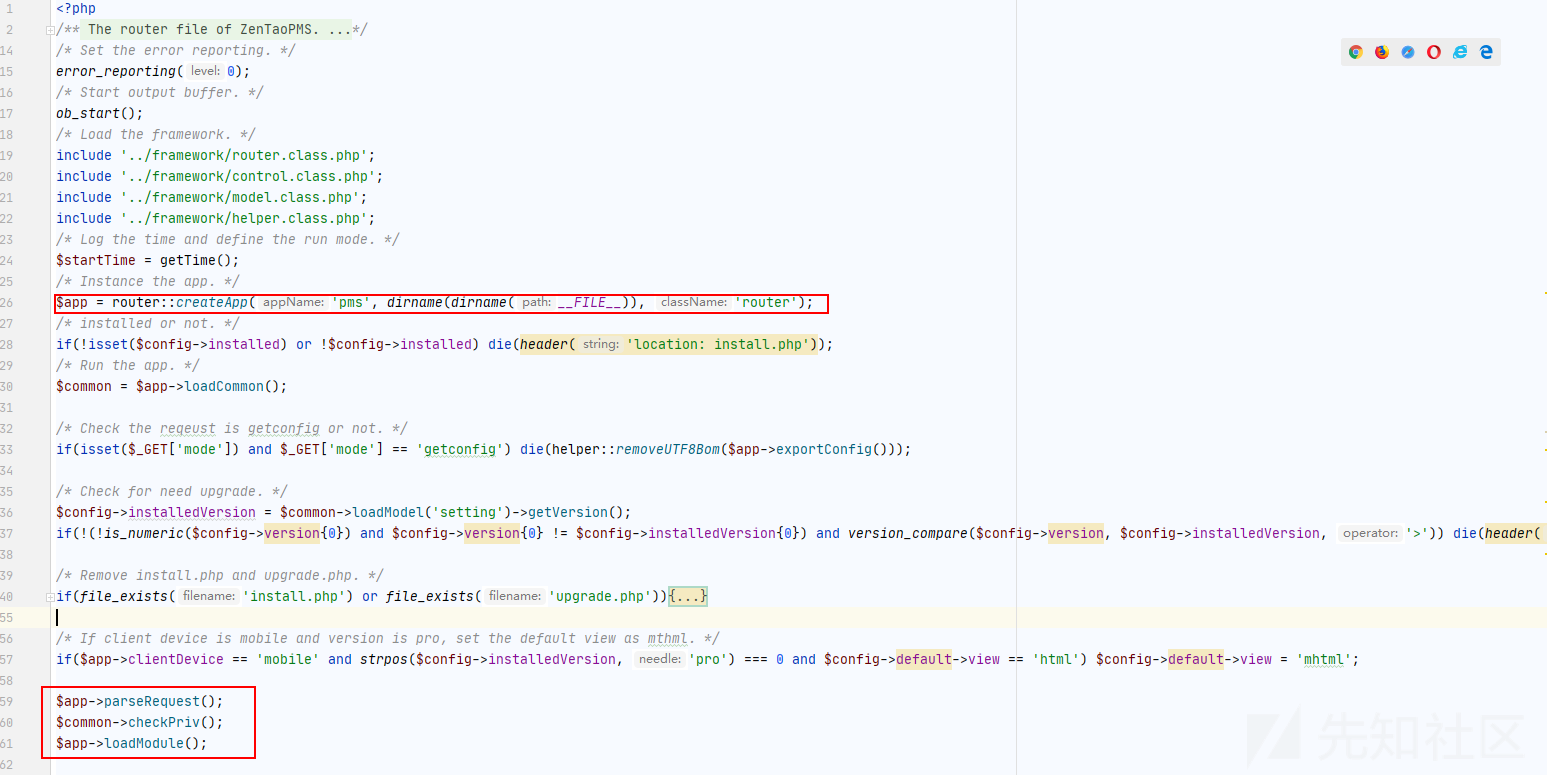 1 <?php
2 /** The router file of ZenTaoPMS. ...*/
14 /* Set the error reporting. */
15 error_reporting( level: 0);
16 /* Start output buffer. */
17 ob_start();
18 /* Load the framework. */
19 include '../framework/router.class.php';
20 include '../framework/control.class.php';
21 include '../framework/model.class.php';
22 include '../framework/helper.class.php';
23 /* Log the time and define the run mode. */
24 $startTime = getTime();
25 /* Instance the app. */
26 $app = router::createApp( appName: 'pms', dirname(dirname( path: __FILE__)), className: 'router');
27 /* installed or not. */
28 if(!isset($config->installed) or !$config->installed) die(header( string: 'location: install.php'));
29 /* Run the app. */
30 $common = $app->loadCommon();
31
32 /* Check the reqeust is getconfig or not. */
33 if(isset($_GET['mode']) and $_GET['mode'] == 'getconfig') die(helper::removeUTF8Bom($app->exportConfig()));
34
35 /* Check for need upgrade. */
36 $config->installedVersion = $common->loadModel('setting')->getVersion();
37 if(!(!is_numeric($config->version{0}) and $config->version{0} != $config->installedVersion{0}) and version_compare($config->version, $config->installedVersion, operator: '>')) die(header(
38
39 /* Remove install.php and upgrade.php. */
40 if(file_exists( filename: 'install.php') or file_exists( filename: 'upgrade.php')){...}
55
56 /* If client device is mobile and version is pro, set the default view as mthml. */
57 if($app->clientDevice == 'mobile' and strpos($config->installedVersion, needle: 'pro') === 0 and $config->default->view == 'html') $config->default->view = 'mhtml';
58
59 $app->parseRequest();
60 $common->checkPriv();
61 $app->loadModule();
62
先知社区